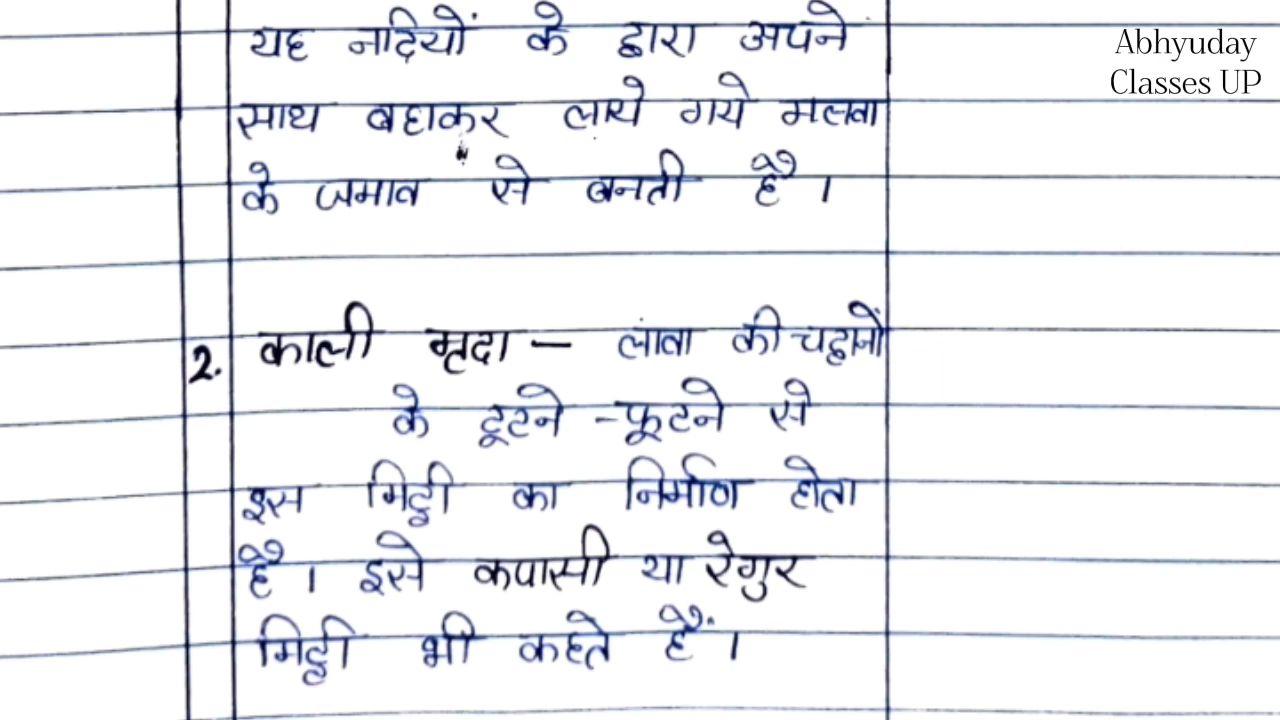 यह नदियों के द्वारा अपने
साथ बहाकर लाये गये मलवा
के जमाव से बनती है।
2. काली मृदा – लावा की चट्टानों
के टूटने-फूटने से
इस मिट्टी का निर्माण होता
है। इसे कपासी या रेगुर
मिट्टी भी कहते हैं।
Abhyuday
Classes UP